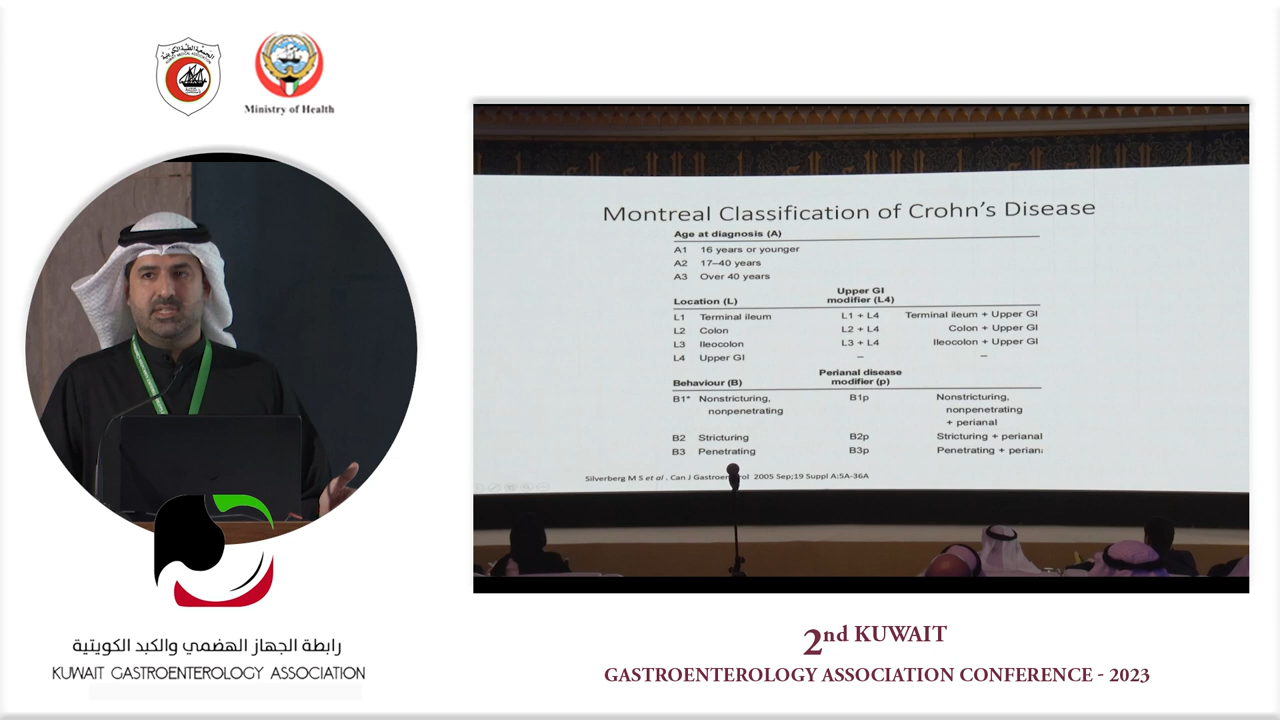 Ministry of Health
Montreal Classification of Crohn's Disease
Age at diagnosis (A)
A1 16 years or younger
A2 17–40 years
A3 Over 40 years
Location (L) Upper GI modifier (L4)
L1 Terminal ileum L1 + L4 Terminal ileum + Upper GI
L2 Colon L2 + L4 Colon + Upper GI
L3 Ileocolon L3 + L4 Ileocolon + Upper GI
L4 Upper GI – –
Behaviour (B) Perianal disease modifier (p)
B1* Nonstricturing, B1p Nonstricturing,
nonpenetrating nonpenetrating
+ perianal
B2 Stricturing B2p Stricturing + perianal
B3 Penetrating B3p Penetrating + perian
Silverberg M S et al . Can J Gastroenterol 2005 Sep;19 Suppl A:5A-36A
رابطة الجهاز الهضمي والكبد الكويتية
KUWAIT GASTROENTEROLOGY ASSOCIATION
2nd KUWAIT
GASTROENTEROLOGY ASSOCIATION CONFERENCE - 2023